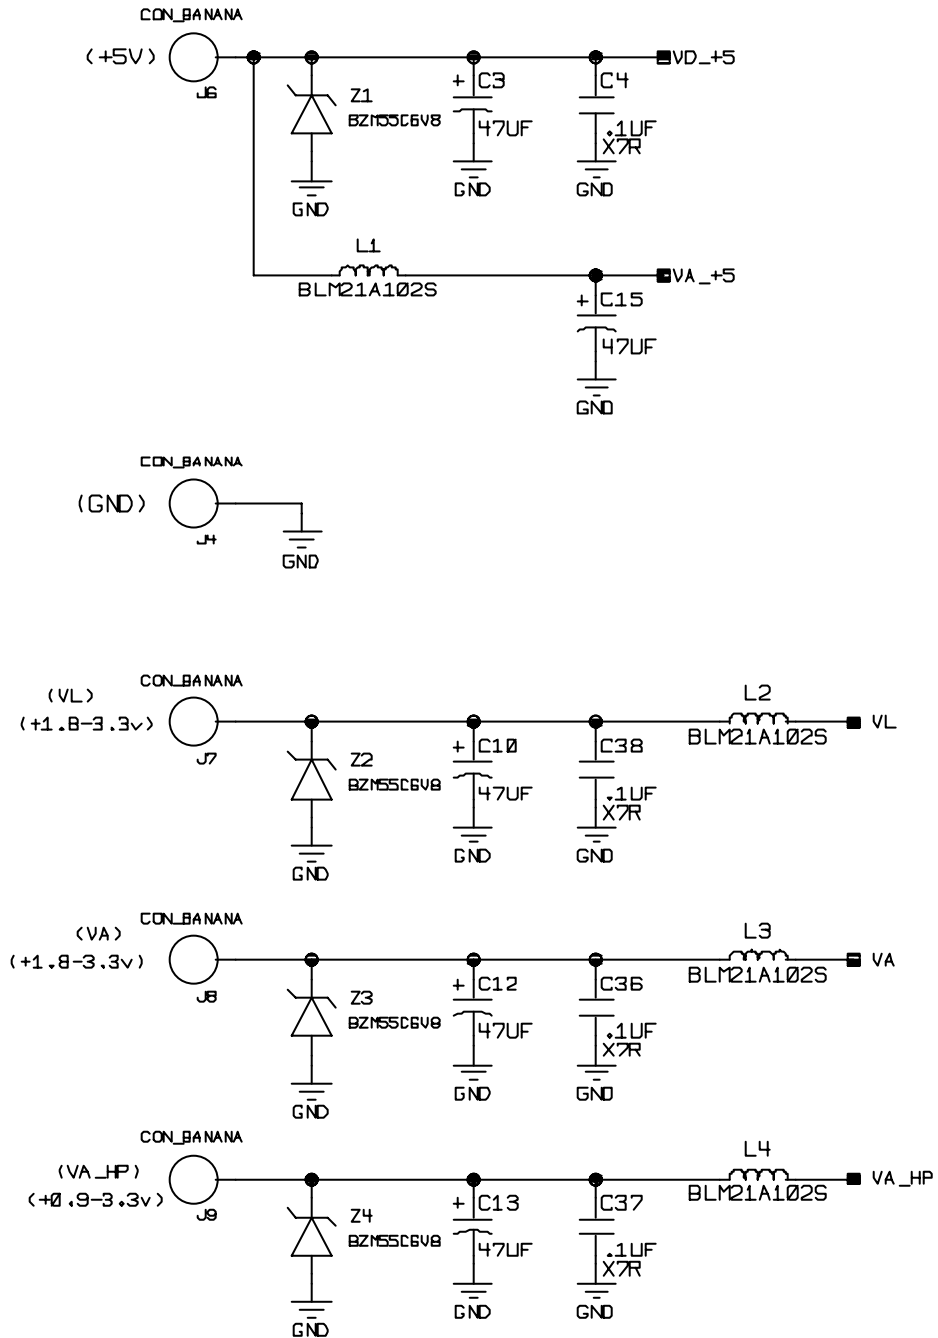 CON_BANANA
(+5V)
J6
VD_+5
Z1
BZM55C6V8
+ C3
47UF
C4
.1UF
X7R
GND
GND
GND
L1
BLM21A102S
VA_+5
+ C15
47UF
GND
CON_BANANA
(GND)
J4
GND
CON_BANANA
(VL)
(+1.8-3.3v)
J7
L2
BLM21A102S
VL
Z2
BZM55C6V8
+ C10
47UF
C38
.1UF
X7R
GND
GND
GND
CON_BANANA
(VA)
(+1.8-3.3v)
J8
L3
BLM21A102S
VA
Z3
BZM55C6V8
+ C12
47UF
C36
.1UF
X7R
GND
GND
GND
CON_BANANA
(VA_HP)
(+0.9-3.3v)
J9
L4
BLM21A102S
VA_HP
Z4
BZM55C6V8
+ C13
47UF
C37
.1UF
X7R
GND
GND
GND